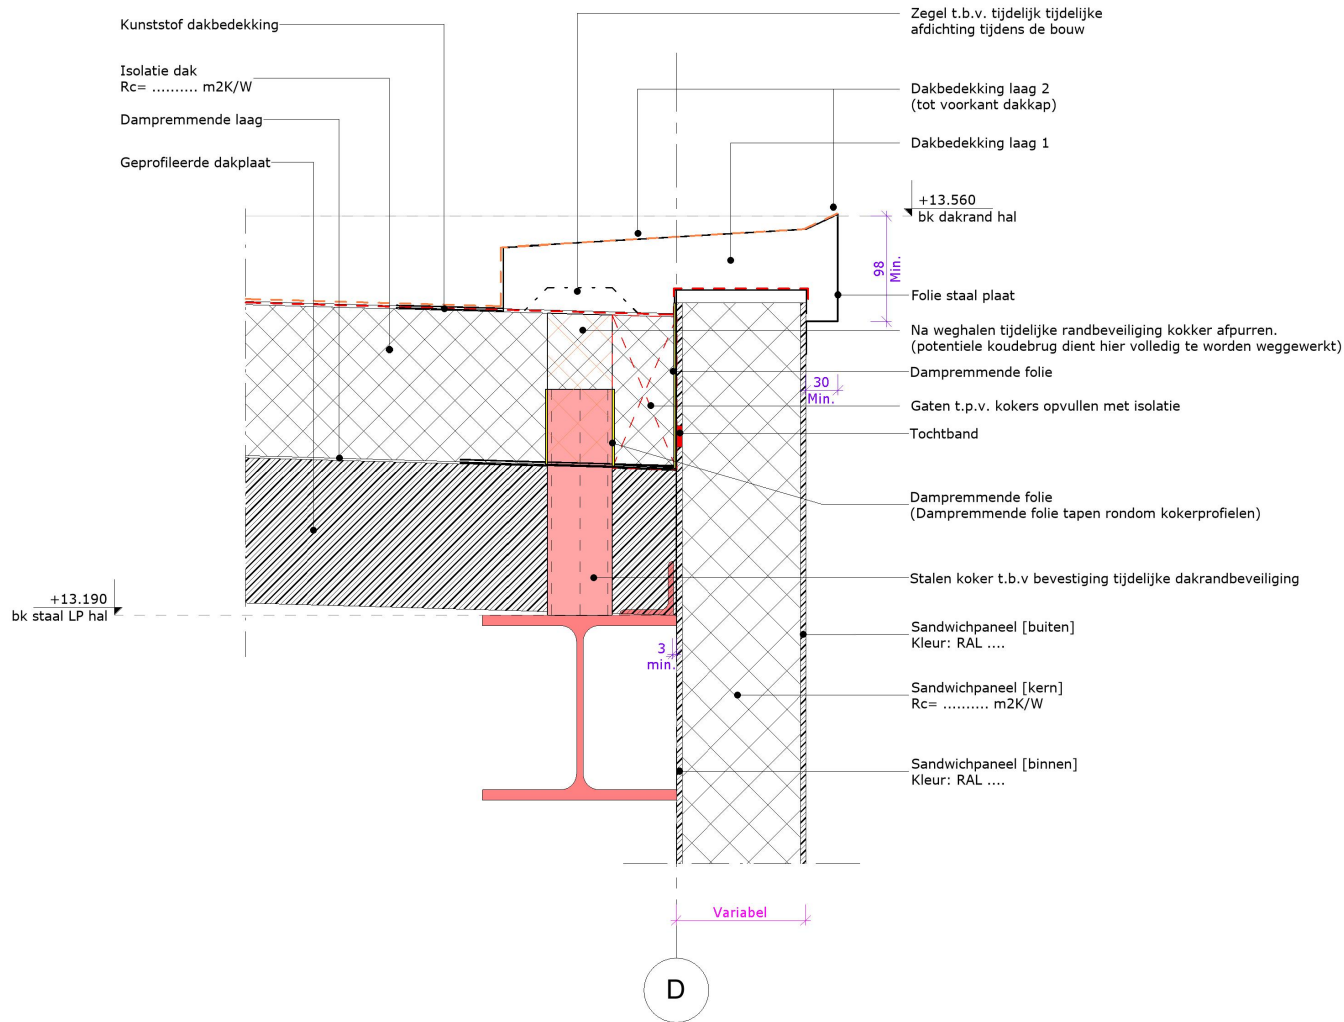 Kunststof dakbedekking
Isolatie dak
Rc= .......... m2K/W
Dampremmende laag
Geprofileerde dakplaat
Zegel t.b.v. tijdelijk tijdelijke
afdichting tijdens de bouw
Dakbedekking laag 2
(tot voorkant dakkap)
Dakbedekking laag 1
+13.560
bk dakrand hal
98
Min.
Folie staal plaat
Na weghalen tijdelijke randbeveiliging kokker afpurren.
(potentiele koudebrug dient hier volledig te worden weggewerkt)
Dampremmende folie
30
Min.
Gaten t.p.v. kokers opvullen met isolatie
Tochtband
Dampremmende folie
(Dampremmende folie tapen rondom kokerprofielen)
Stalen koker t.b.v bevestiging tijdelijke dakrandbeveiliging
+13.190
bk staal LP hal
3
min.
Sandwichpaneel [buiten]
Kleur: RAL ....
Sandwichpaneel [kern]
Rc= .......... m2K/W
Sandwichpaneel [binnen]
Kleur: RAL ....
Variabel
D